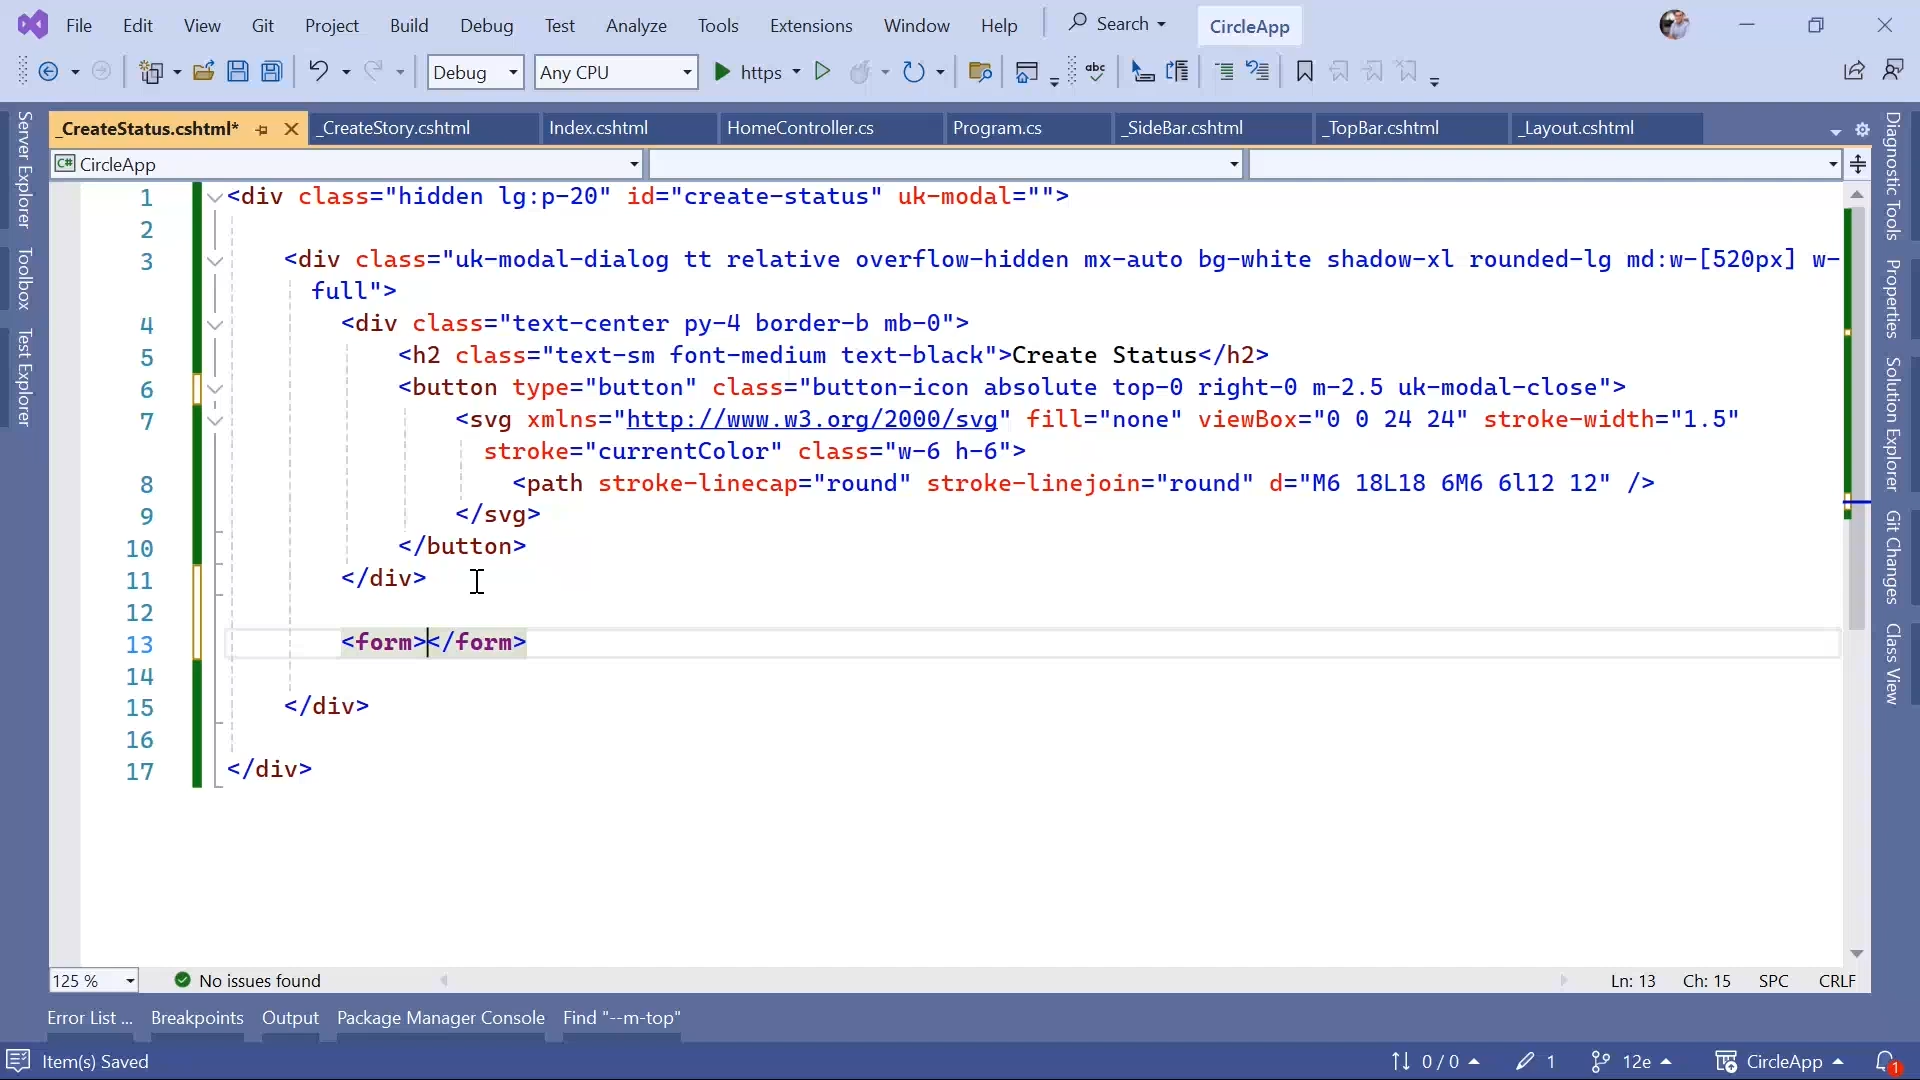 File Edit View Git Project Build Debug Test Analyze Tools Extensions Window Help Search CircleApp
Debug Any CPU https abc
_CreateStatus.cshtml* _CreateStory.cshtml Index.cshtml HomeController.cs Program.cs _SideBar.cshtml _TopBar.cshtml _Layout.cshtml
C# CircleApp
Server Explorer
Toolbox
Test Explorer
1 <div class="hidden lg:p-20" id="create-status" uk-modal="">
2
3 <div class="uk-modal-dialog tt relative overflow-hidden mx-auto bg-white shadow-xl rounded-lg md:w-[520px] w-
full">
4 <div class="text-center py-4 border-b mb-0">
5 <h2 class="text-sm font-medium text-black">Create Status</h2>
6 <button type="button" class="button-icon absolute top-0 right-0 m-2.5 uk-modal-close">
7 <svg xmlns="http://www.w3.org/2000/svg" fill="none" viewBox="0 0 24 24" stroke-width="1.5"
stroke="currentColor" class="w-6 h-6">
8 <path stroke-linecap="round" stroke-linejoin="round" d="M6 18L18 6M6 6l12 12" />
9 </svg>
10 </button>
11 </div>
12
13 <form></form>
14
15 </div>
16
17 </div>
Diagnostic Tools
Properties
Solution Explorer
Git Changes
Class View
125 % No issues found Ln: 13 Ch: 15 SPC CRLF
Error List ... Breakpoints Output Package Manager Console Find "--m-top"
Item(s) Saved 0 / 0 1 12e CircleApp 1